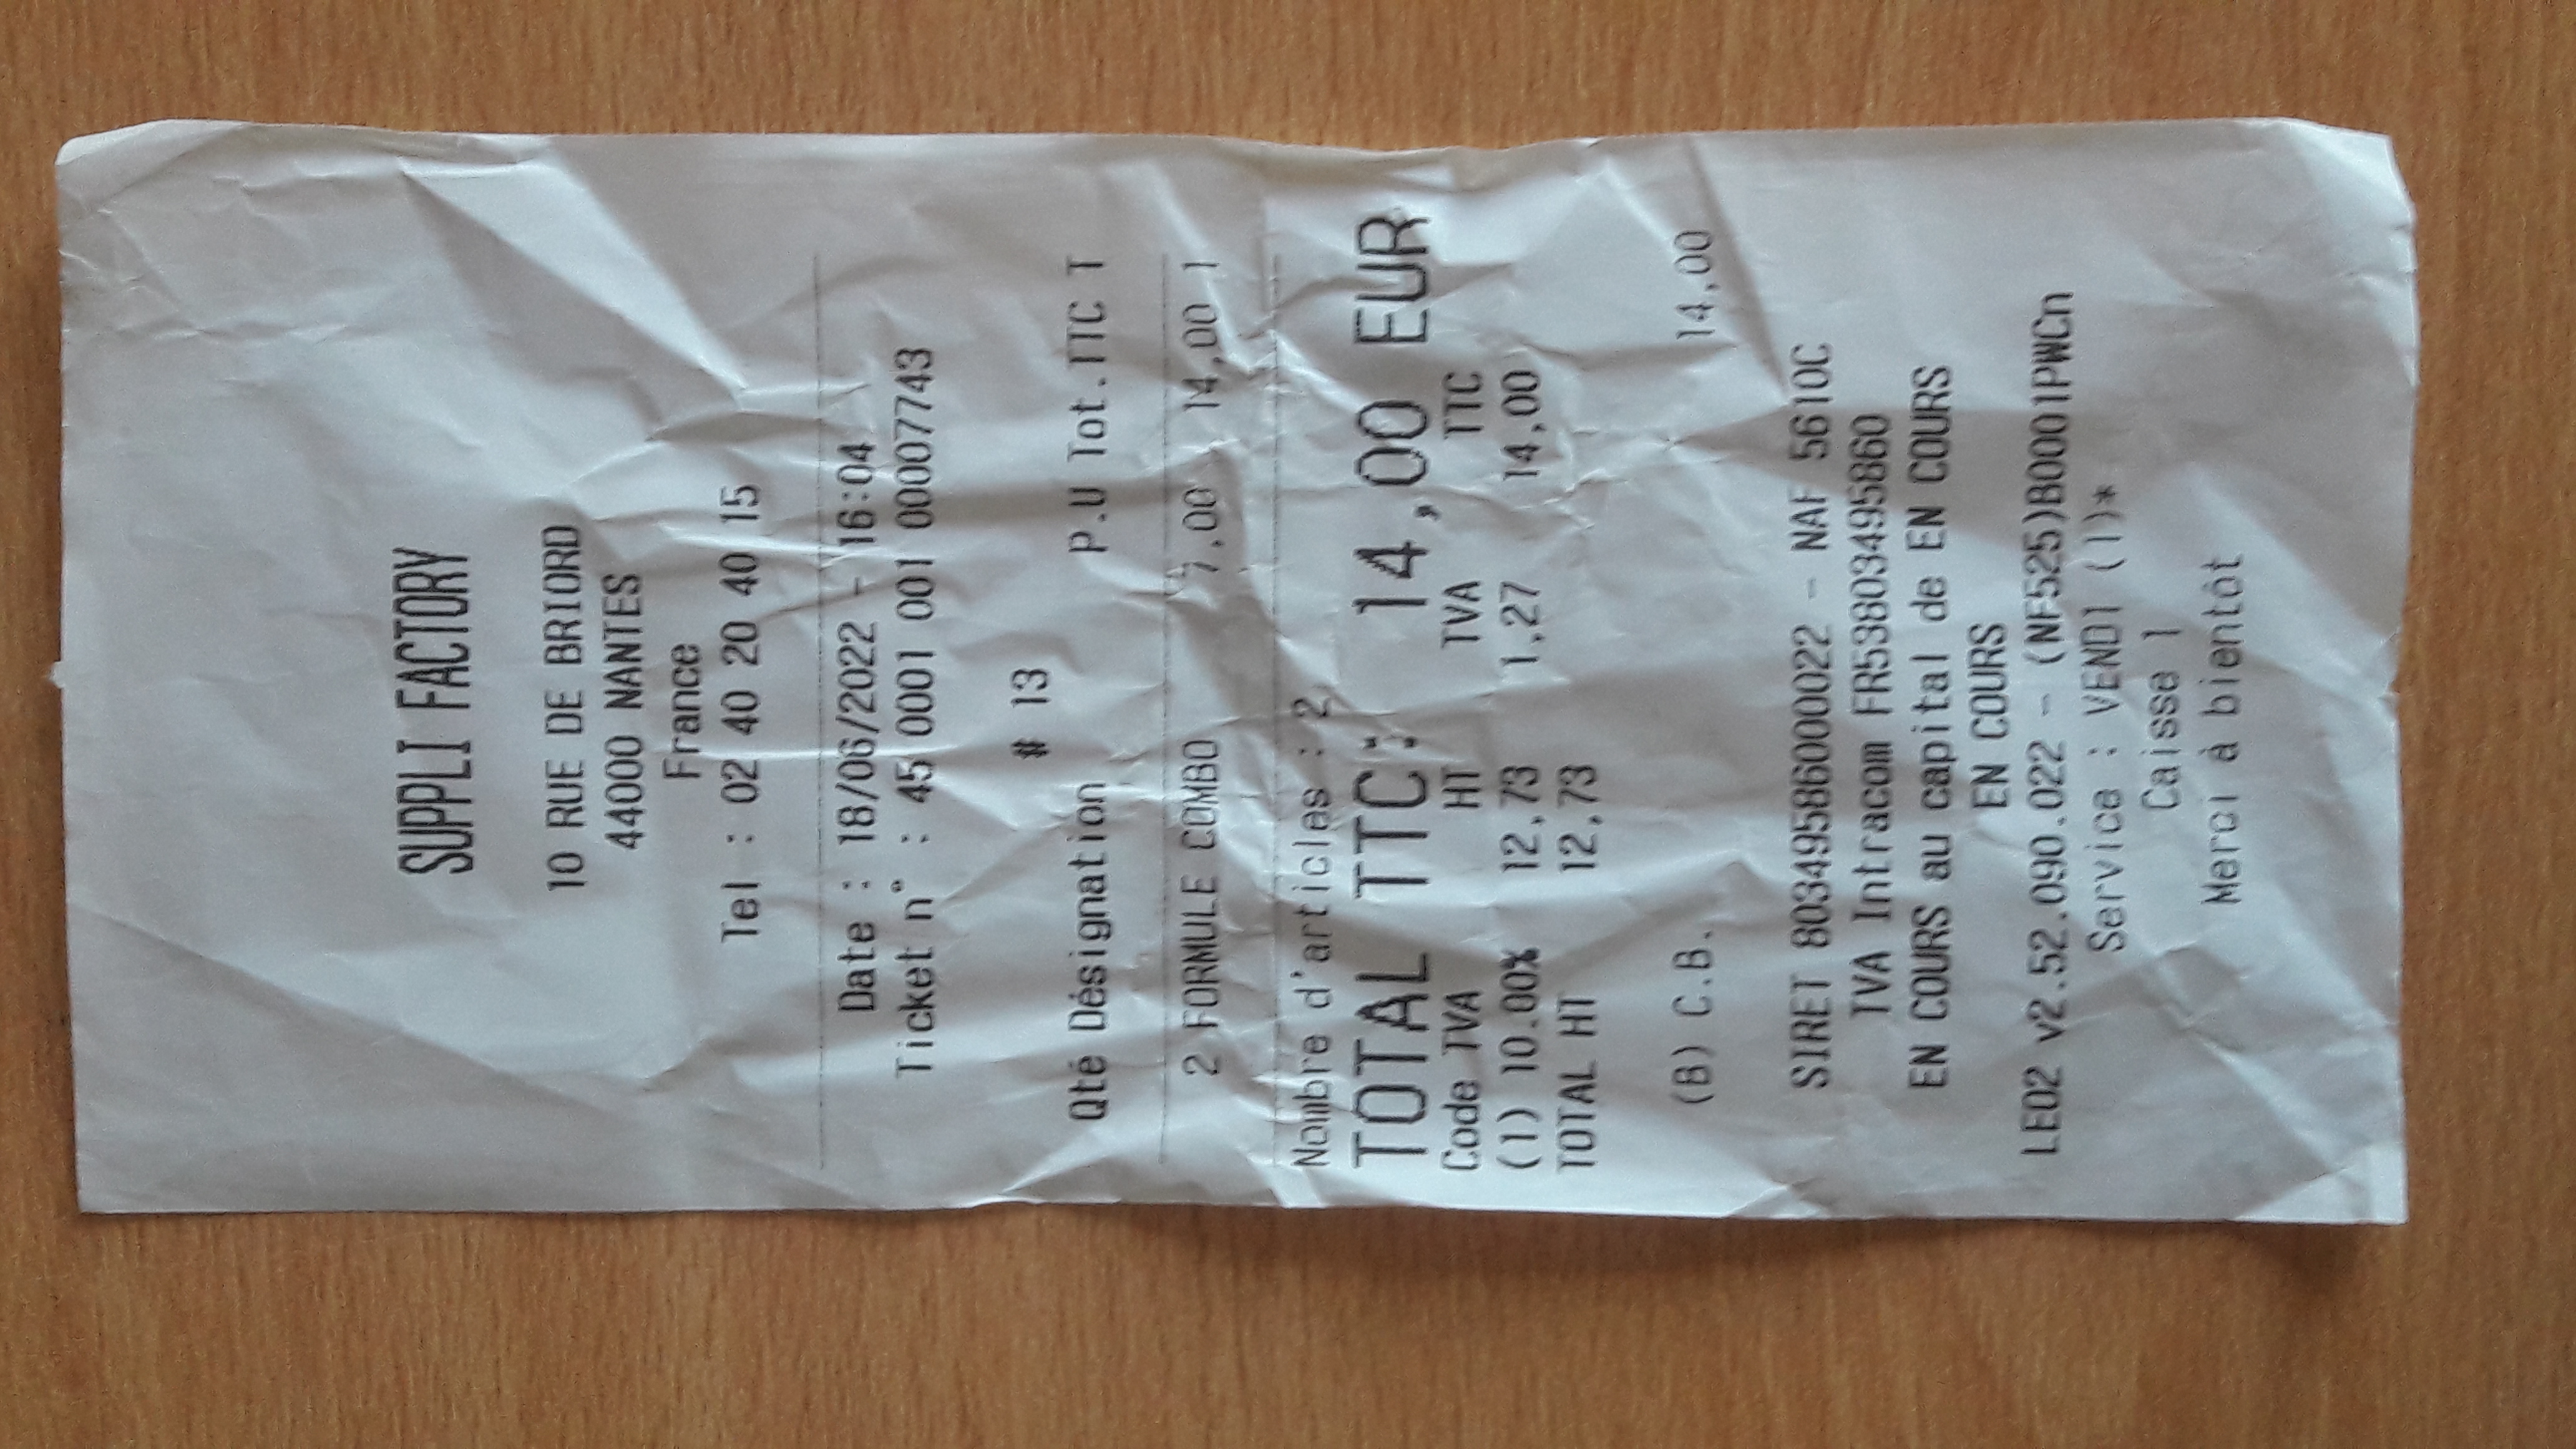 SUPPLI FACTORY
10 RUE DE BRIORD
44000 NANTES
France
Tel : 02 40 20 40 15
Date : 18/06/2022 - 16:04
Ticket n° : 45 0001 001 00007743
# 13
Qté Désignation P.U Tot.TTC T
2 FORMULE COMBO 7,00 14,00 1
Nombre d'articles : 2
TOTAL TTC: 14,00 EUR
Code TVA HT TVA TTC
(1) 10.00% 12,73 1,27 14,00
TOTAL HT 12,73
(B) C.B. 14,00
SIRET 80349586000022 - NAF 5610C
TVA Intracom FR53803495860
EN COURS au capital de EN COURS
EN COURS
LEO2 v2.52.090.022 - (NF525)B0001PWCn
Service : VEND1 (1)*
Caisse 1
Merci à bientôt